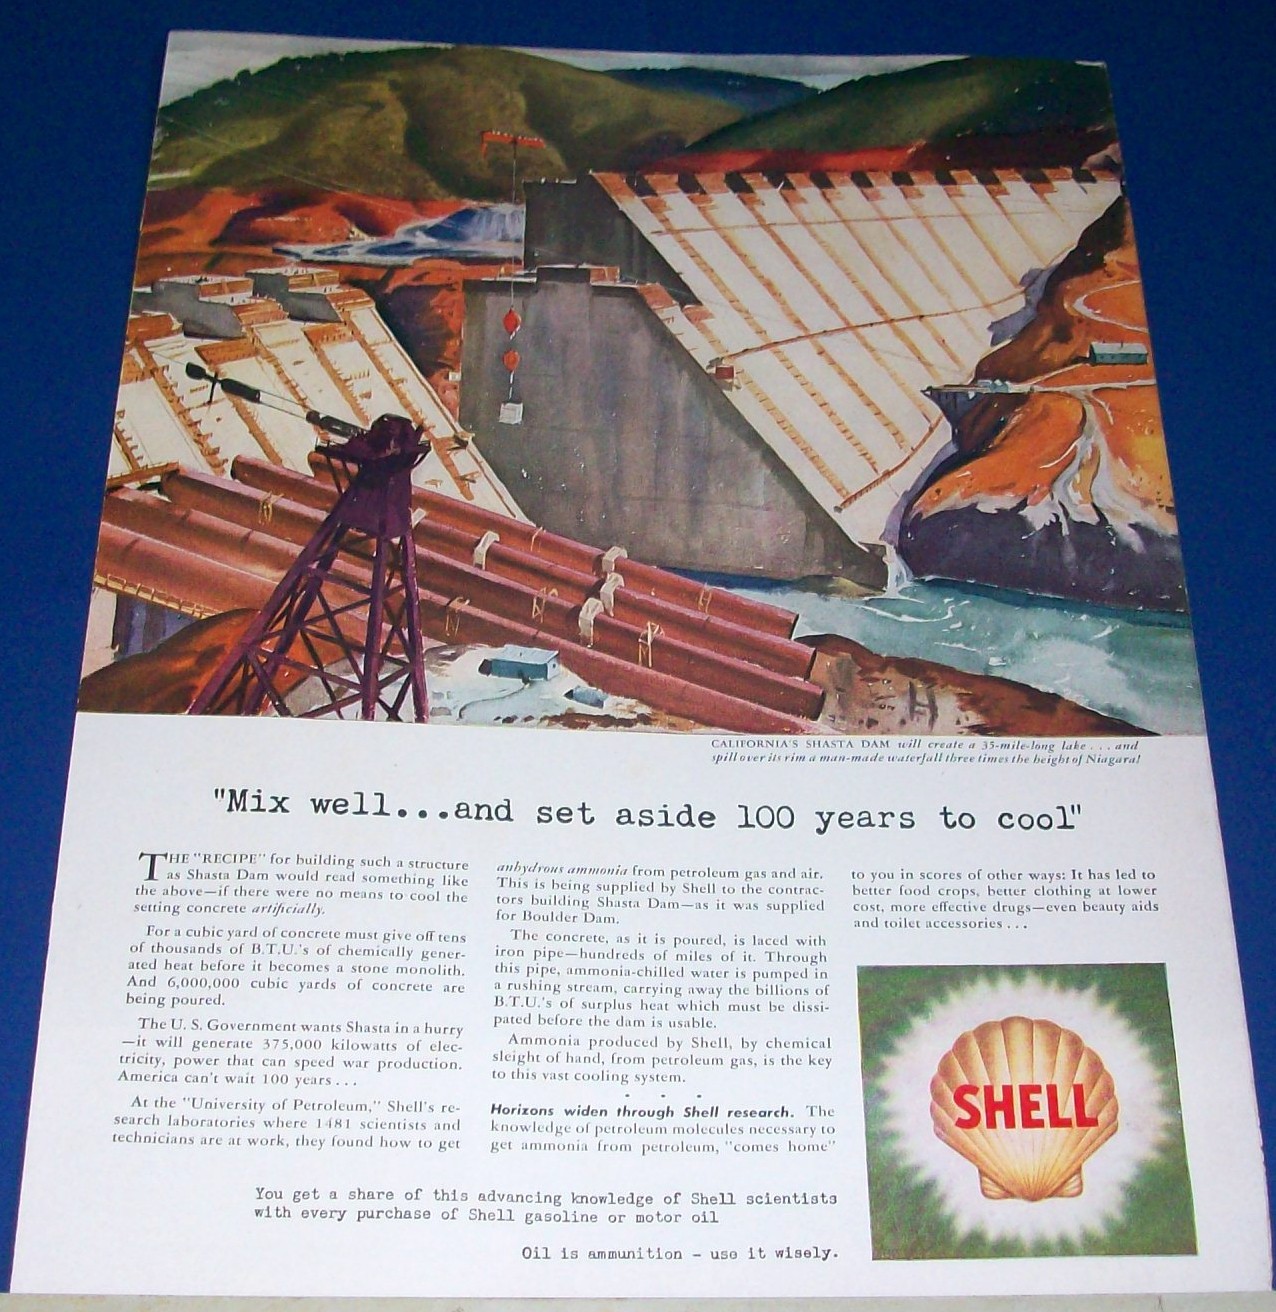 CALIFORNIA'S SHASTA DAM will create a 35-mile-long lake . . . and
spill over its rim a man-made waterfall three times the height of Niagara!
"Mix well...and set aside 100 years to cool"
THE "RECIPE" for building such a structure
as Shasta Dam would read something like
the above—if there were no means to cool the
setting concrete artificially.
For a cubic yard of concrete must give off tens
of thousands of B.T.U.'s of chemically gener-
ated heat before it becomes a stone monolith.
And 6,000,000 cubic yards of concrete are
being poured.
The U. S. Government wants Shasta in a hurry
—it will generate 375,000 kilowatts of elec-
tricity, power that can speed war production.
America can't wait 100 years . . .
At the "University of Petroleum," Shell's re-
search laboratories where 1481 scientists and
technicians are at work, they found how to get
anhydrous ammonia from petroleum gas and air.
This is being supplied by Shell to the contrac-
tors building Shasta Dam—as it was supplied
for Boulder Dam.
The concrete, as it is poured, is laced with
iron pipe—hundreds of miles of it. Through
this pipe, ammonia-chilled water is pumped in
a rushing stream, carrying away the billions of
B.T.U.'s of surplus heat which must be dissi-
pated before the dam is usable.
Ammonia produced by Shell, by chemical
sleight of hand, from petroleum gas, is the key
to this vast cooling system.
. . .
Horizons widen through Shell research. The
knowledge of petroleum molecules necessary to
get ammonia from petroleum, "comes home"
to you in scores of other ways: It has led to
better food crops, better clothing at lower
cost, more effective drugs—even beauty aids
and toilet accessories . . .
SHELL
You get a share of this advancing knowledge of Shell scientists
with every purchase of Shell gasoline or motor oil
Oil is ammunition – use it wisely.